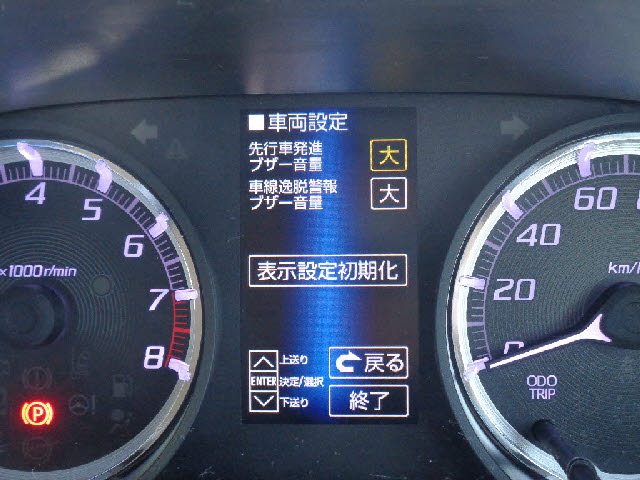 ■車両設定
先行車発進
ブザー音量
大
車線逸脱警報
ブザー音量
大
表示設定初期化
上送り
戻る
ENTER 決定/選択
下送り
終了
4
5
6
x1000r/min
7
8
P
60
40
km/h
20
0
ODO
TRIP